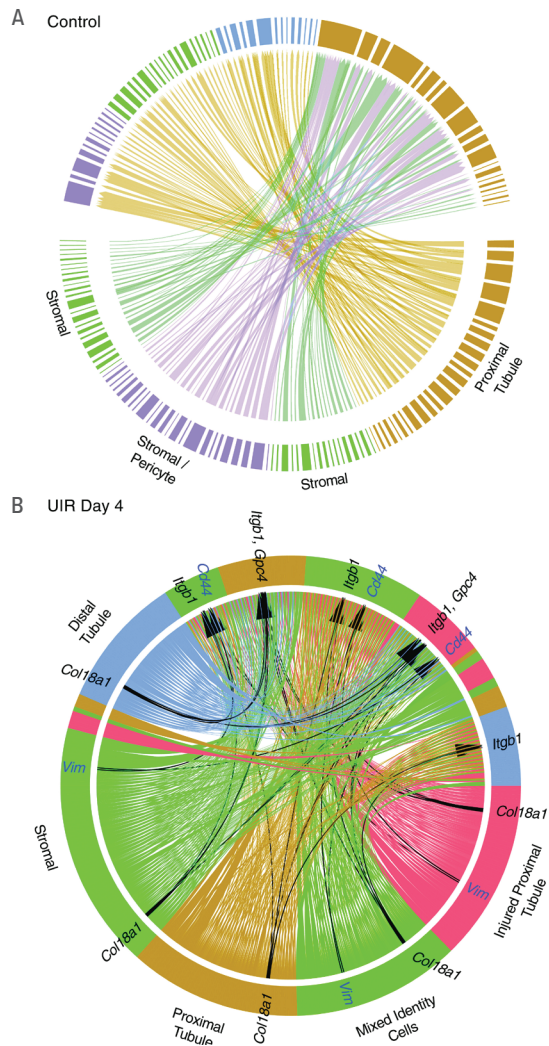 A
Control
Stromal
Proximal
Tubule
Stromal /
Pericyte
Stromal
B
UIR Day 4
Itgb1, Gpc4
Itgb1
Cd44
Itgb1
Cd44
Itgb1, Gpc4
Cd44
Distal
Tubule
Col18a1
Itgb1
Vim
Col18a1
Stromal
Vim
Injured Proximal
Tubule
Col18a1
Col18a1
Vim
Col18a1
Proximal
Tubule
Mixed Identity
Cells